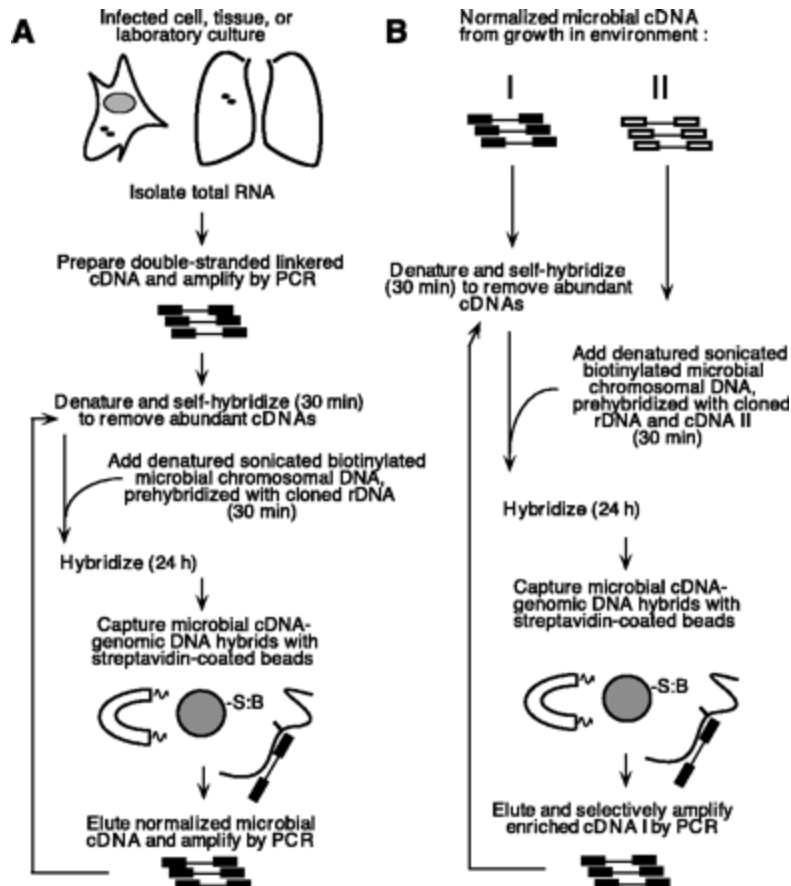 A
Infected cell, tissue, or
laboratory culture
Isolate total RNA
Prepare double-stranded linkered
cDNA and amplify by PCR
Denature and self-hybridize (30 min)
to remove abundant cDNAs
Add denatured sonicated biotinylated
microbial chromosomal DNA,
prehybridized with cloned rDNA
(30 min)
Hybridize (24 h)
Capture microbial cDNA-
genomic DNA hybrids with
streptavidin-coated beads
-S:B
Elute normalized microbial
cDNA and amplify by PCR
B
Normalized microbial cDNA
from growth in environment :
I
II
Denature and self-hybridize
(30 min) to remove abundant
cDNAs
Add denatured sonicated
biotinylated microbial
chromosomal DNA,
prehybridized with cloned
rDNA and cDNA II
(30 min)
Hybridize (24 h)
Capture microbial cDNA-
genomic DNA hybrids with
streptavidin-coated beads
-S:B
Elute and selectively amplify
enriched cDNA I by PCR